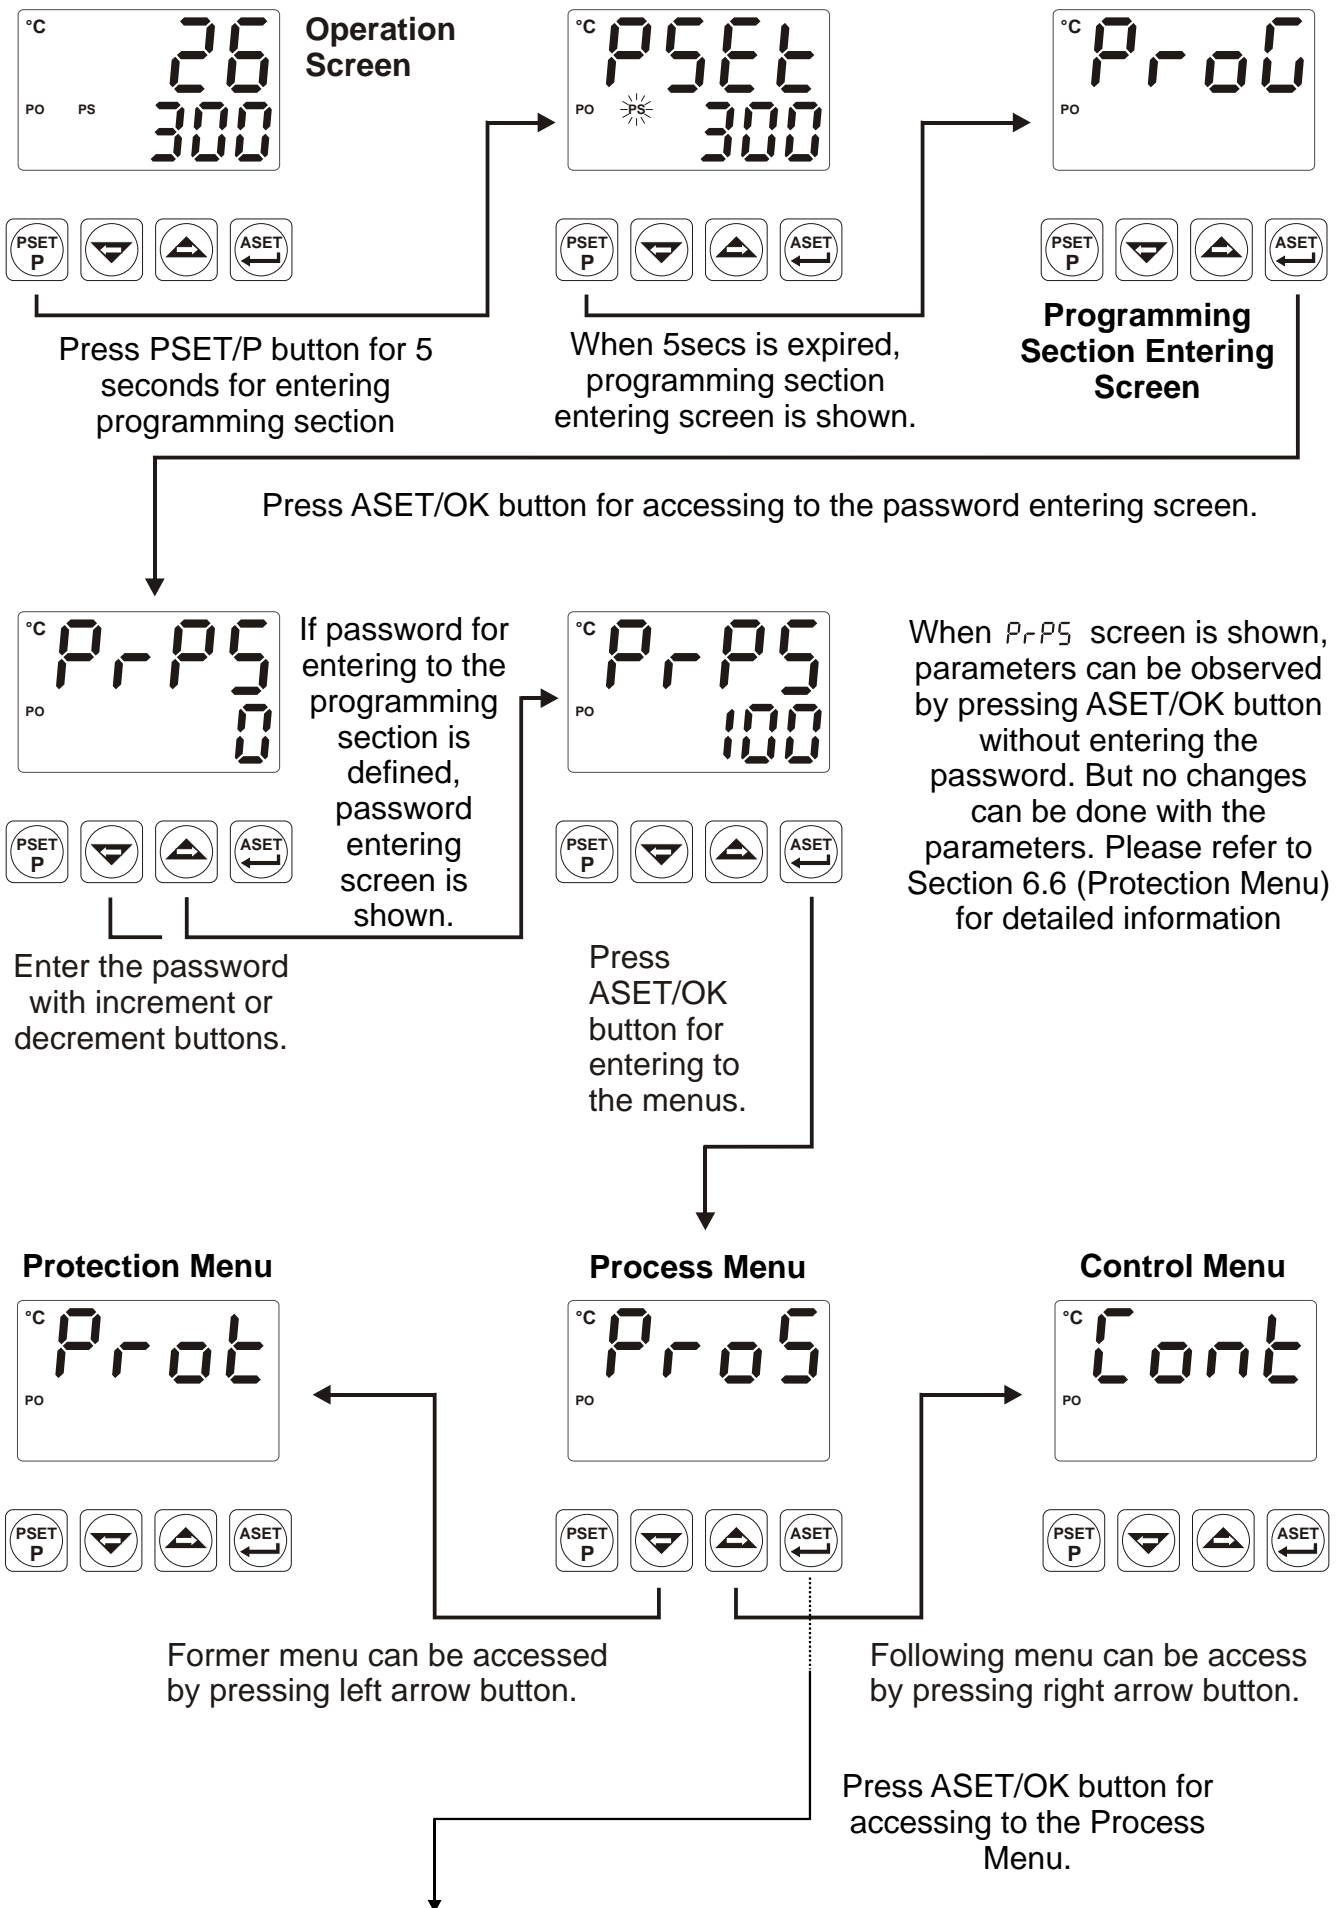 °C
26
PO PS
300
Operation
Screen
°C
PSEt
PO PS
300
°C
ProG
PO
PSET
P
ASET
PSET
P
ASET
PSET
P
ASET
Press PSET/P button for 5
seconds for entering
programming section
When 5secs is expired,
programming section
entering screen is shown.
Programming
Section Entering
Screen
Press ASET/OK button for accessing to the password entering screen.
°C
PrPS
PO
0
If password for
entering to the
programming
section is
defined,
password
entering
screen is
shown.
°C
PrPS
PO
100
When PrPS screen is shown,
parameters can be observed
by pressing ASET/OK button
without entering the
password. But no changes
can be done with the
parameters. Please refer to
Section 6.6 (Protection Menu)
for detailed information
PSET
P
ASET
PSET
P
ASET
Enter the password
with increment or
decrement buttons.
Press
ASET/OK
button for
entering to
the menus.
Protection Menu
°C
Prot
PO
Process Menu
°C
ProS
PO
Control Menu
°C
Cont
PO
PSET
P
ASET
PSET
P
ASET
PSET
P
ASET
Former menu can be accessed
by pressing left arrow button.
Following menu can be access
by pressing right arrow button.
Press ASET/OK button for
accessing to the Process
Menu.